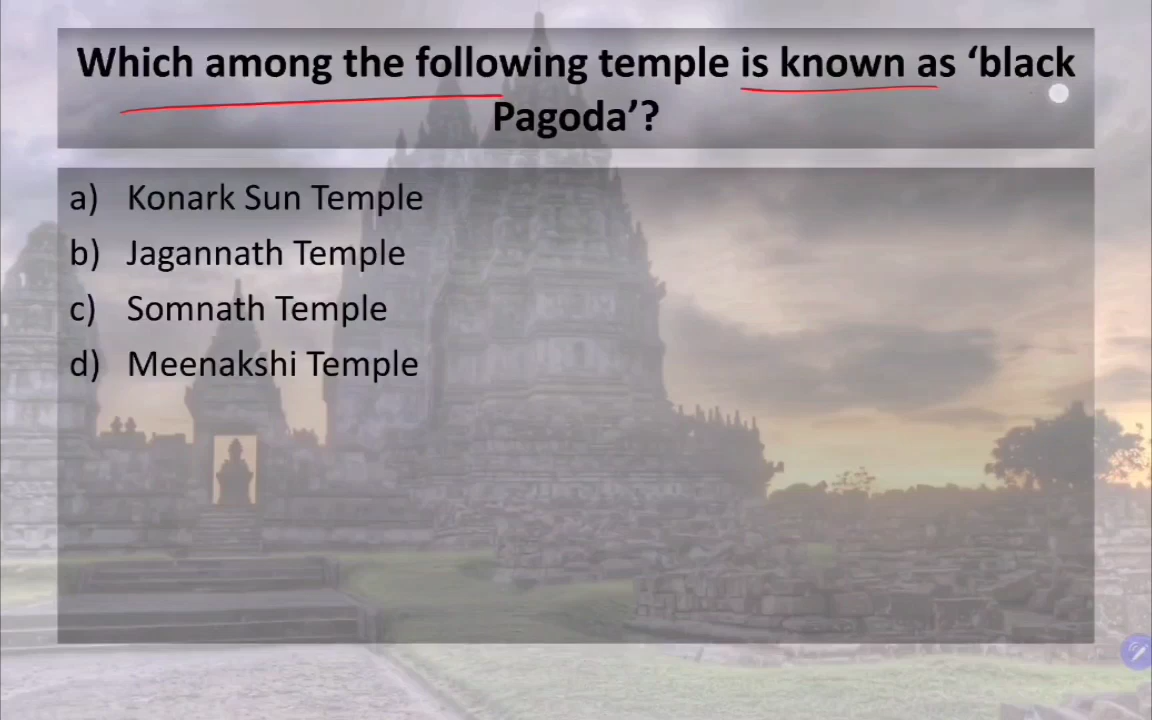 Which among the following temple is known as ‘black
Pagoda’?
a) Konark Sun Temple
b) Jagannath Temple
c) Somnath Temple
d) Meenakshi Temple